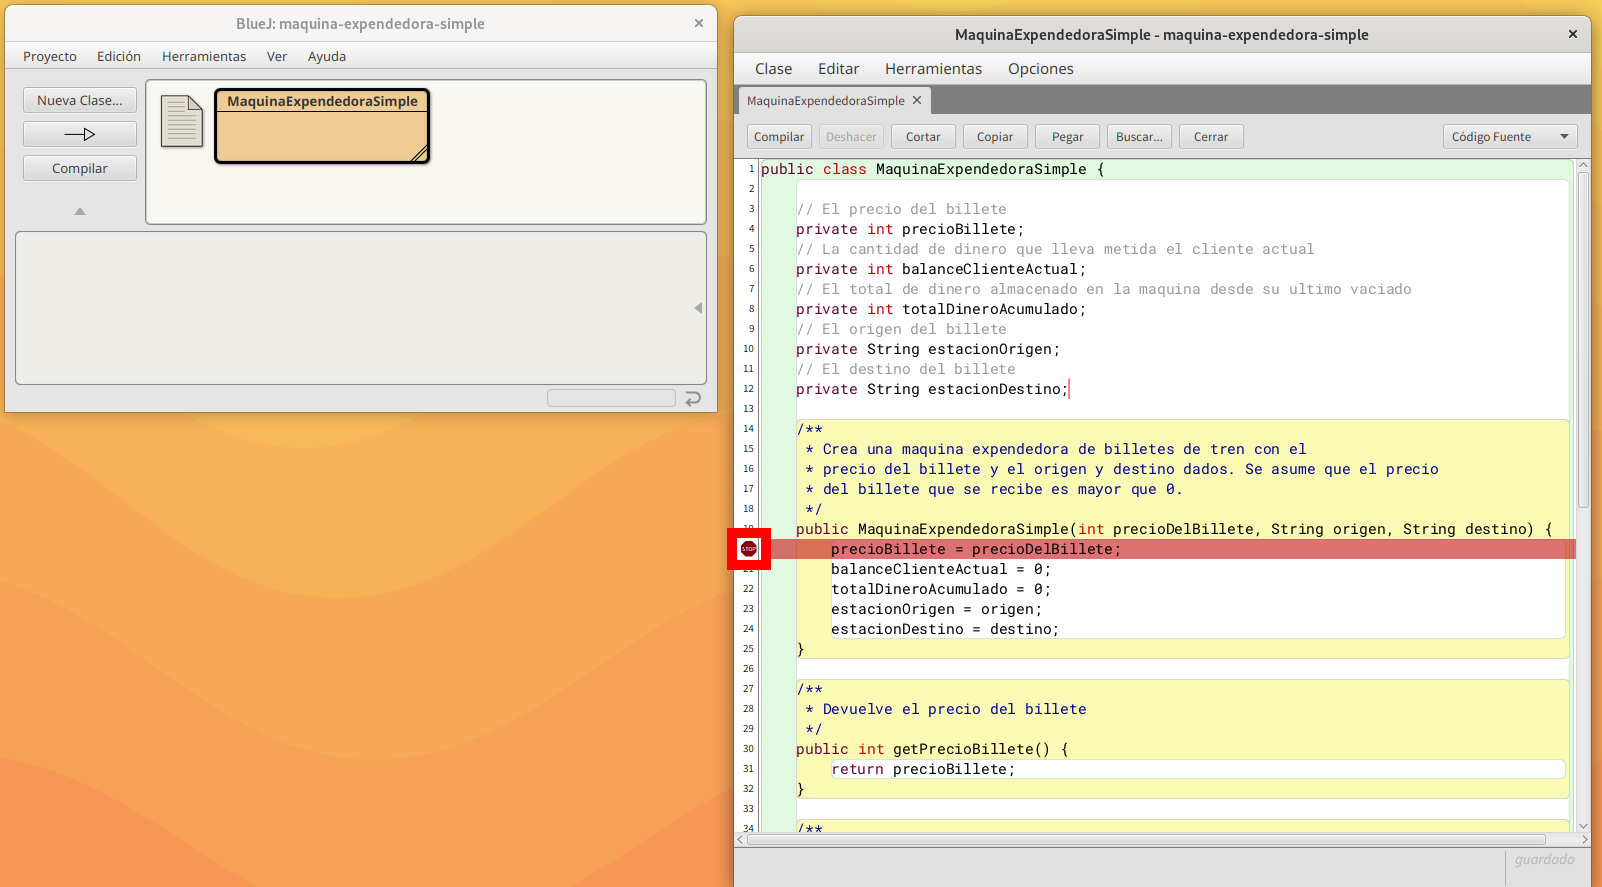 BlueJ: maquina-expendedora-simple
Proyecto Edición Herramientas Ver Ayuda
Nueva Clase...
Compilar
MaquinaExpendedoraSimple
MaquinaExpendedoraSimple - maquina-expendedora-simple
Clase Editar Herramientas Opciones
MaquinaExpendedoraSimple
Compilar Deshacer Cortar Copiar Pegar Buscar... Cerrar Código Fuente
1 public class MaquinaExpendedoraSimple {
2
3 // El precio del billete
4 private int precioBillete;
5 // La cantidad de dinero que lleva metida el cliente actual
6 private int balanceClienteActual;
7 // El total de dinero almacenado en la maquina desde su ultimo vaciado
8 private int totalDineroAcumulado;
9 // El origen del billete
10 private String estacionOrigen;
11 // El destino del billete
12 private String estacionDestino;
13
14 /**
15 * Crea una maquina expendedora de billetes de tren con el
16 * precio del billete y el origen y destino dados. Se asume que el precio
17 * del billete que se recibe es mayor que 0.
18 */
public MaquinaExpendedoraSimple(int precioDelBillete, String origen, String destino) {
STOP precioBillete = precioDelBillete;
balanceClienteActual = 0;
22 totalDineroAcumulado = 0;
23 estacionOrigen = origen;
24 estacionDestino = destino;
25 }
26
27 /**
28 * Devuelve el precio del billete
29 */
30 public int getPrecioBillete() {
31 return precioBillete;
32 }
33
34 /**
guardado